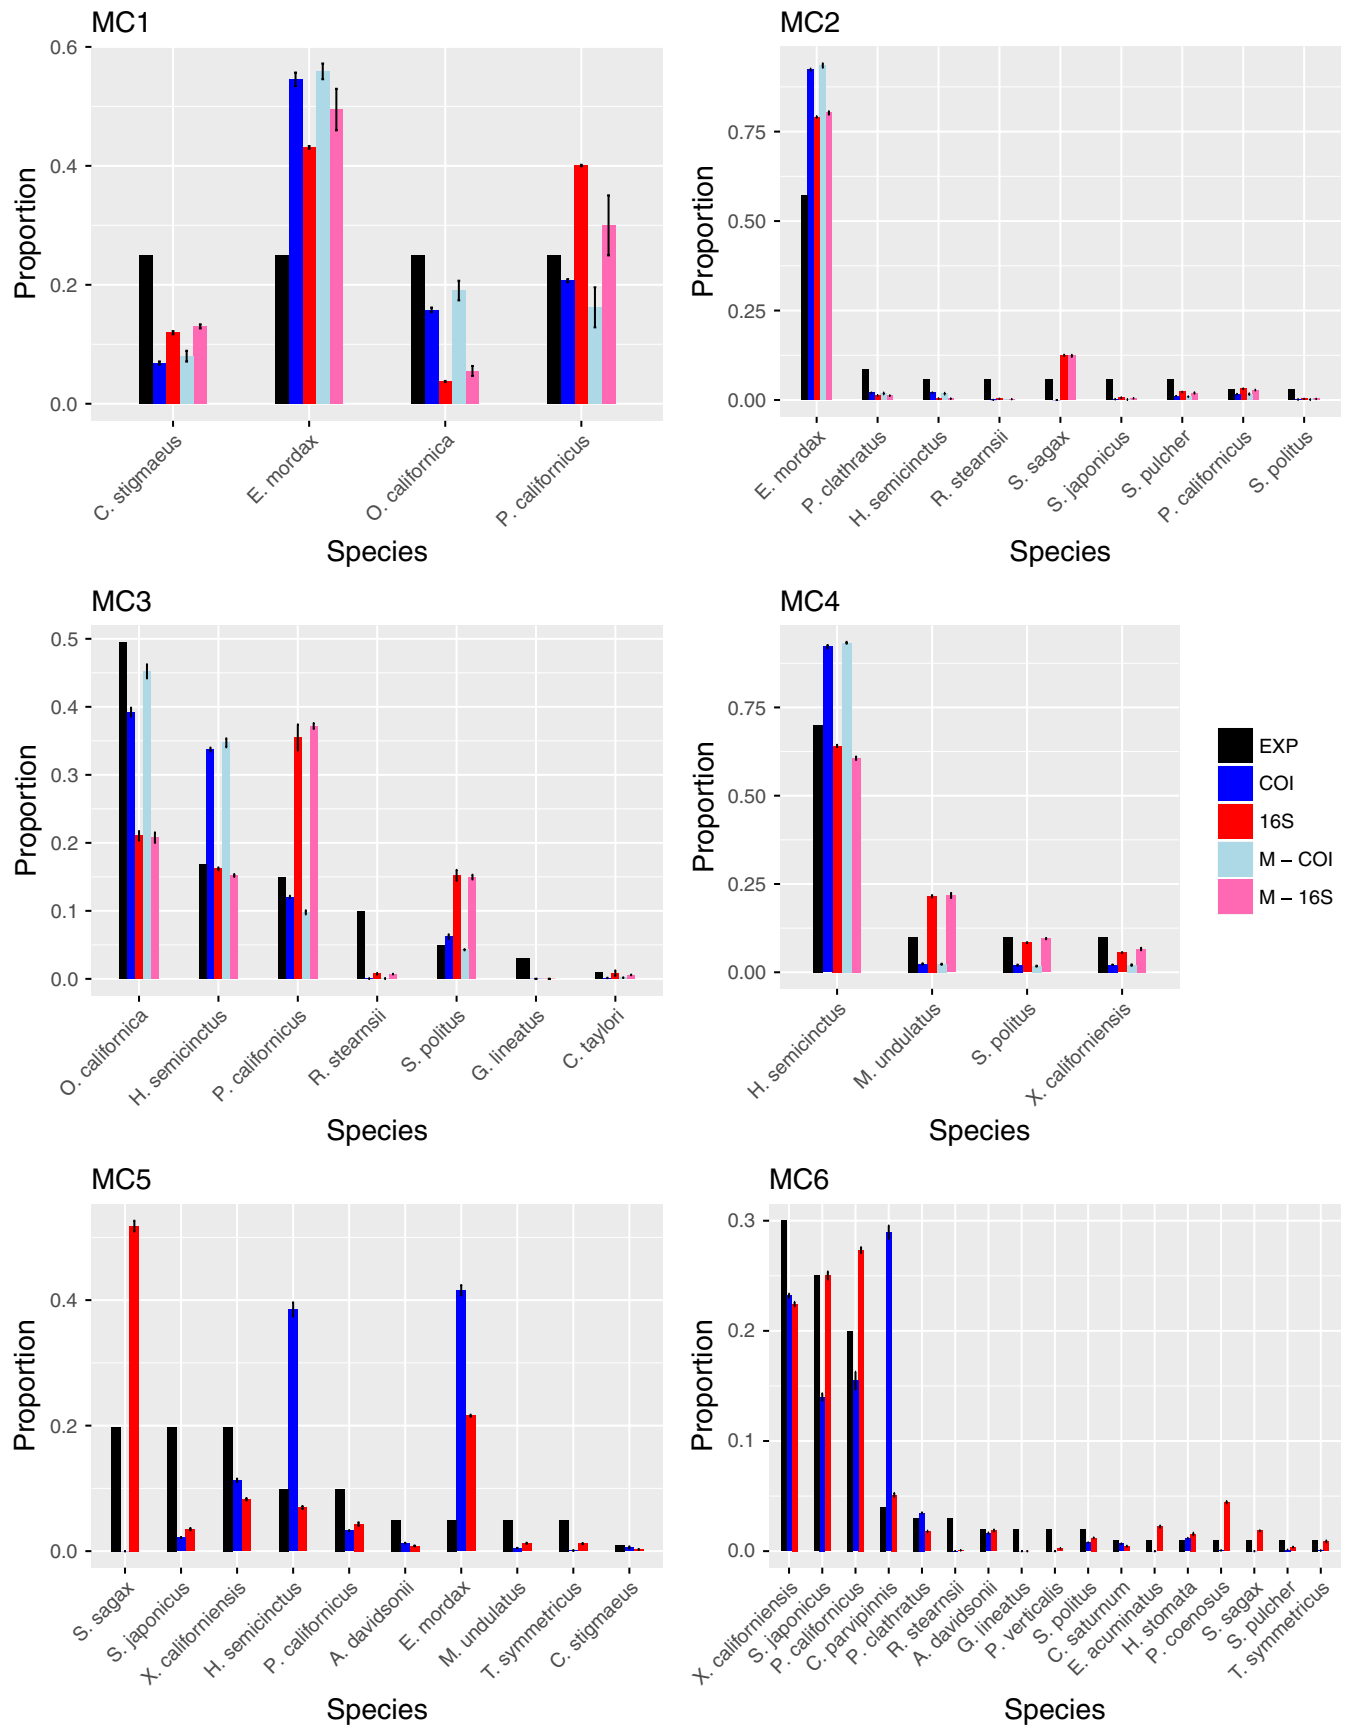 MC1
0.6
0.4
0.2
0.0
Proportion
C. stigmaeus
E. mordax
O. californica
P. californicus
Species
MC2
0.75
0.50
0.25
0.00
Proportion
E. mordax
P. clathratus
H. semicinctus
R. stearnsii
S. sagax
S. japonicus
S. pulcher
P. californicus
S. politus
Species
MC3
0.5
0.4
0.3
0.2
0.1
0.0
Proportion
O. californica
H. semicinctus
P. californicus
R. stearnsii
S. politus
G. lineatus
C. taylori
Species
MC4
0.75
0.50
0.25
0.00
Proportion
H. semicinctus
M. undulatus
S. politus
X. californiensis
Species
EXP
COI
16S
M – COI
M – 16S
MC5
0.4
0.2
0.0
Proportion
S. sagax
S. japonicus
X. californiensis
H. semicinctus
P. californicus
A. davidsonii
E. mordax
M. undulatus
T. symmetricus
C. stigmaeus
Species
MC6
0.3
0.2
0.1
0.0
Proportion
X. californiensis
S. japonicus
P. californicus
C. parvipinnis
P. clathratus
R. stearnsii
A. davidsonii
G. lineatus
P. verticalis
S. politus
C. saturnum
E. acuminatus
H. stomata
P. coenosus
S. sagax
S. pulcher
T. symmetricus
Species